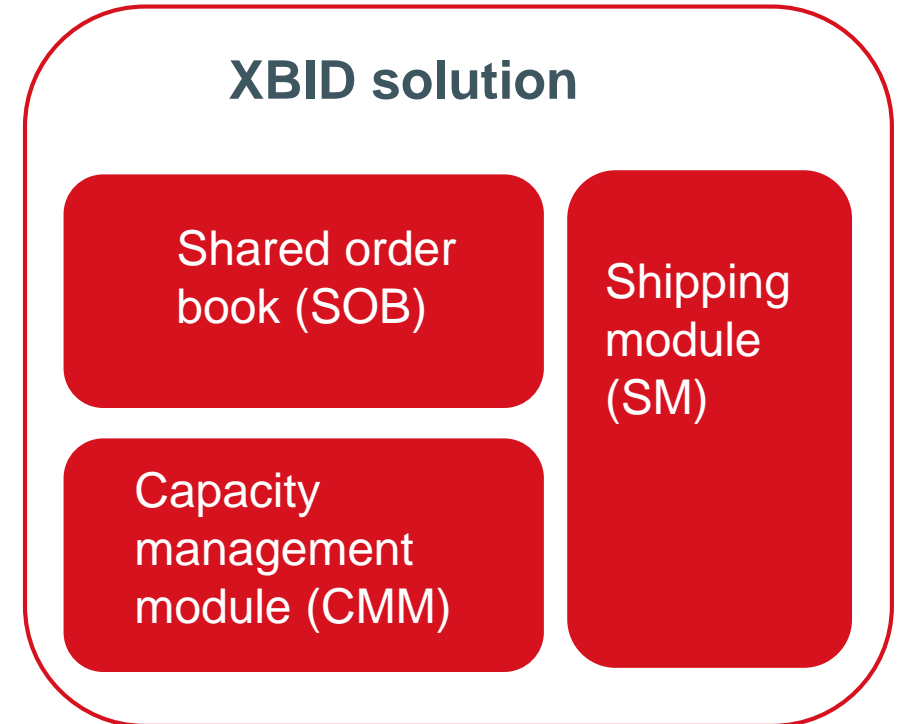 XBID solution
Shared order
book (SOB)
Shipping
module
(SM)
Capacity
management
module (CMM)